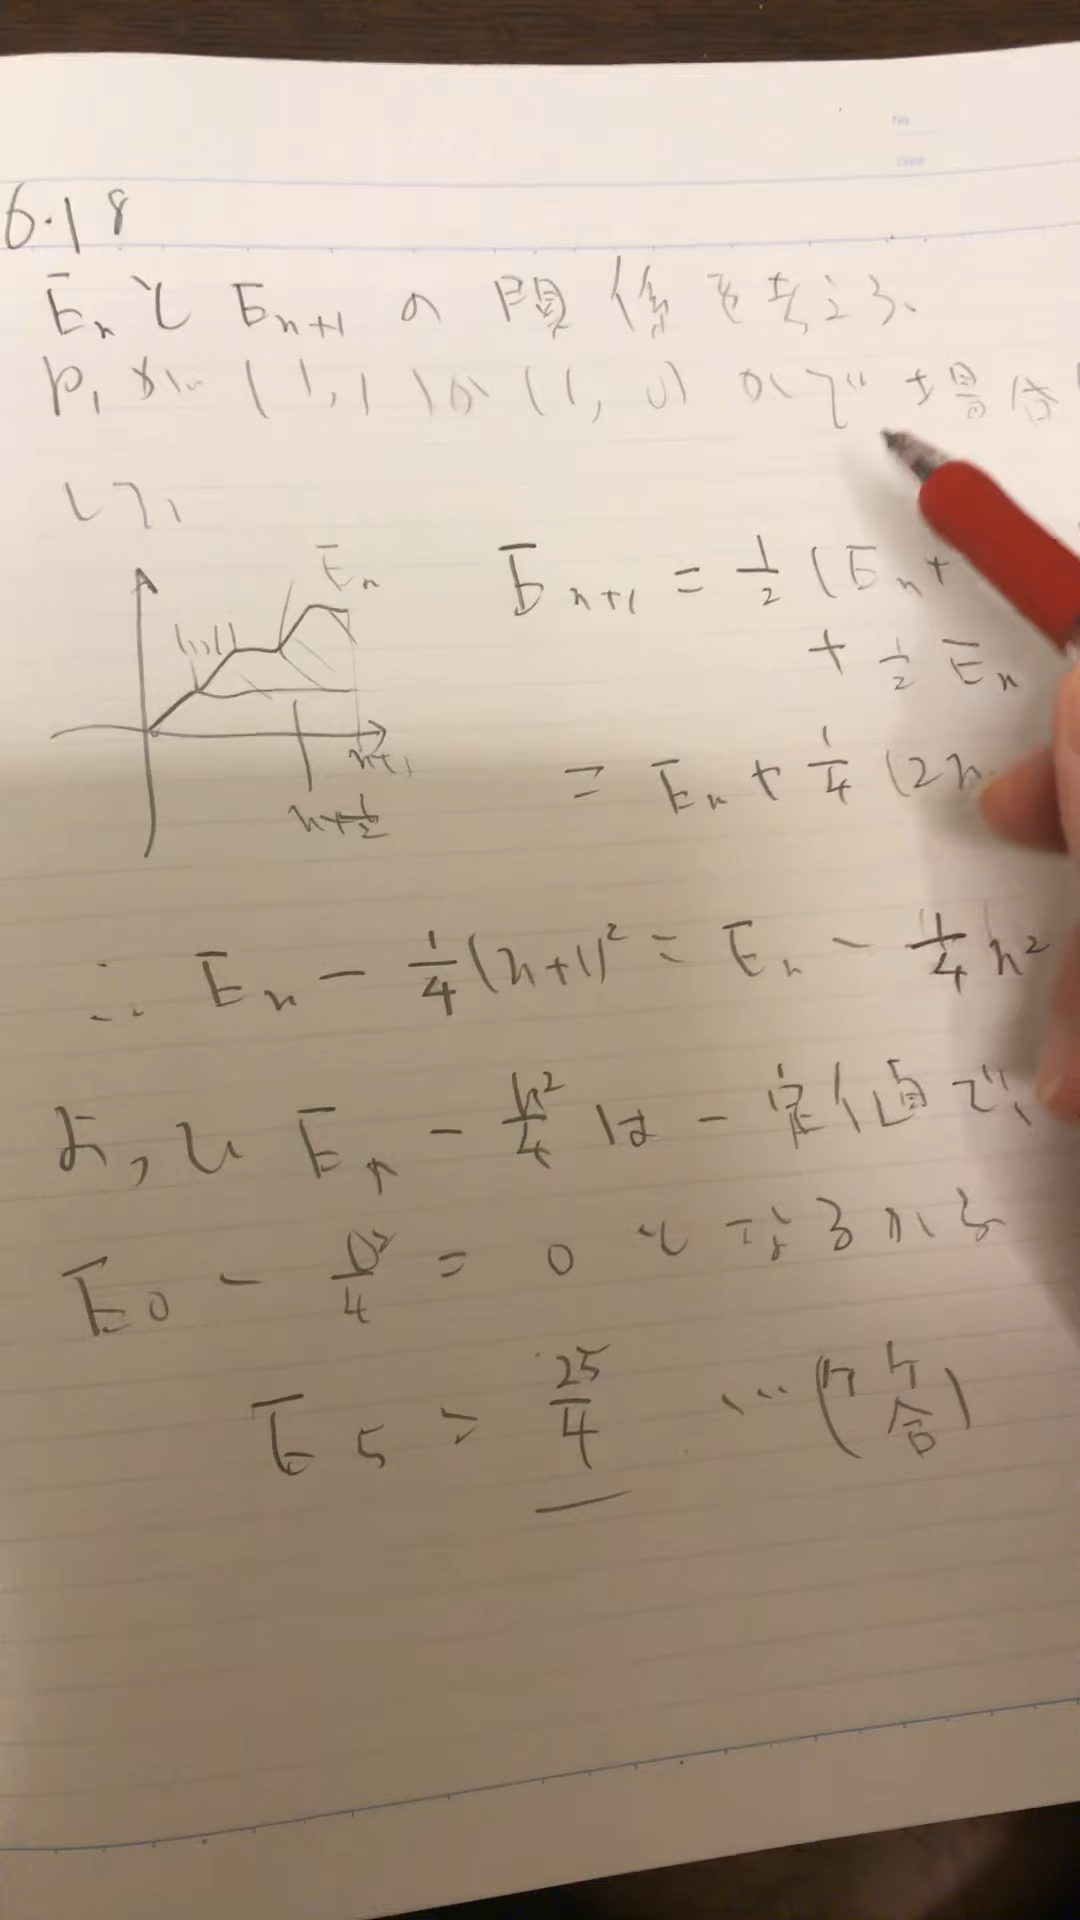 No.
Date
6.18
EnとEn+1の関係を考える
P1が(1,1)か(1,0)かで場合
して、
En
(1,1)
n+1
n+1/2
En+1 = 1/2 (En+
+ 1/2 En
= En + 1/4 (2n
∴ En - 1/4 (n+1)² = En - 1/4 n²
よって En - n²/4 は一定値で、
E0 - 0²/4 = 0 となるから
E5 = 25/4 …(答)